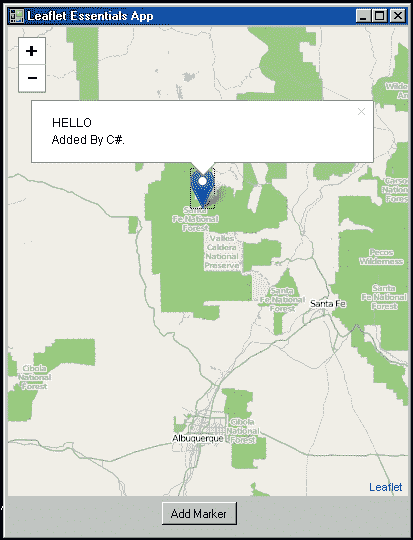 Leaflet Essentials App
+
−
HELLO
Added By C#.
×
Santa
Fe National
Forest
Valles
Caldera
National
Preserve
Carson
National
Forest
Pecos
Wilderness
Santa
Fe National
Forest
Santa Fe
Santa
Fe National
Forest
Cibola
National
Forest
Cibola
National
Forest
Albuquerque
Leaflet
Add Marker